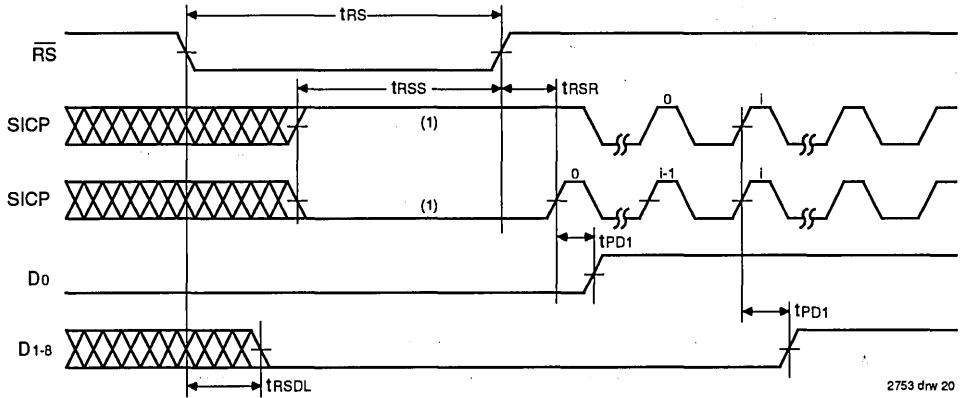 tRS
RS
tRSS
tRSR
SICP
(1)
0
i
SICP
(1)
0
i-1
i
tPD1
D0
tPD1
D1-8
tRSDL
2753 drw 20